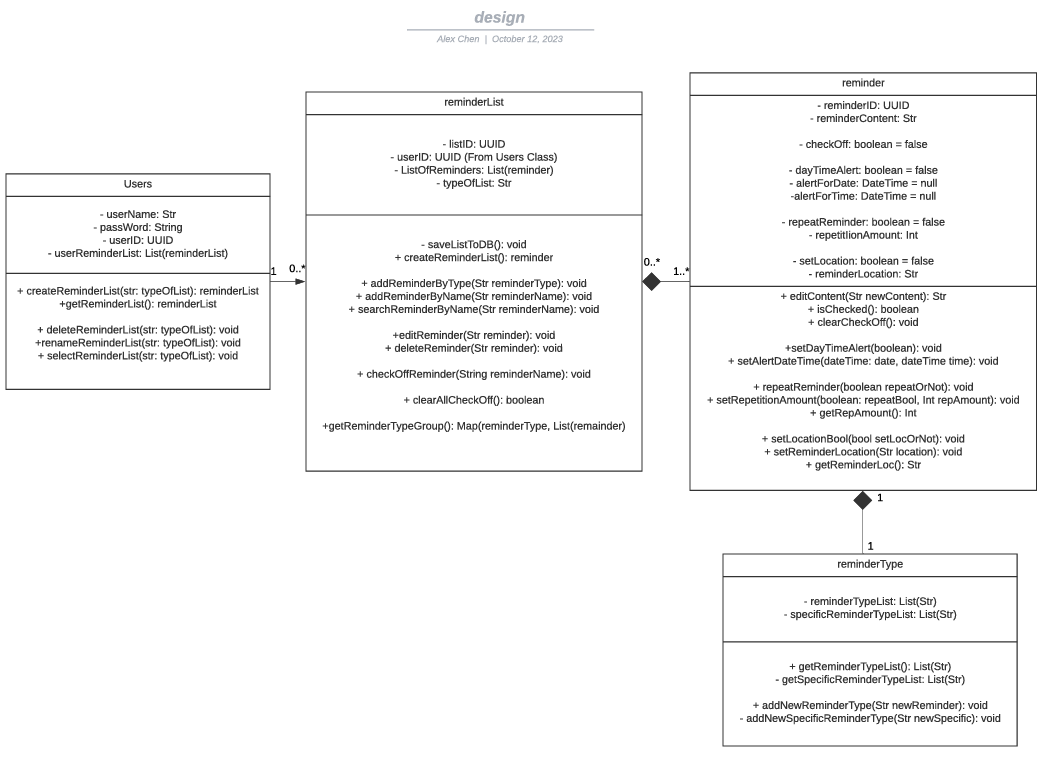 design
Alex Chen | October 12, 2023
Users
- userName: Str
- passWord: String
- userID: UUID
- userReminderList: List(reminderList)
+ createReminderList(str: typeOfList): reminderList
+getReminderList(): reminderList
+ deleteReminderList(str: typeOfList): void
+renameReminderList(str: typeOfList): void
+ selectReminderList(str: typeOfList): void
1
0..*
reminderList
- listID: UUID
- userID: UUID (From Users Class)
- ListOfReminders: List(reminder)
- typeOfList: Str
- saveListToDB(): void
+ createReminderList(): reminder
+ addReminderByType(Str reminderType): void
+ addReminderByName(Str reminderName): void
+ searchReminderByName(Str reminderName): void
+editReminder(Str reminder): void
+ deleteReminder(Str reminder): void
+ checkOffReminder(String reminderName): void
+ clearAllCheckOff(): boolean
+getReminderTypeGroup(): Map(reminderType, List(remainder)
0..*
1..*
reminder
- reminderID: UUID
- reminderContent: Str
- checkOff: boolean = false
- dayTimeAlert: boolean = false
- alertForDate: DateTime = null
-alertForTime: DateTime = null
- repeatReminder: boolean = false
- repetitIionAmount: Int
- setLocation: boolean = false
- reminderLocation: Str
+ editContent(Str newContent): Str
+ isChecked(): boolean
+ clearCheckOff(): void
+setDayTimeAlert(boolean): void
+ setAlertDateTime(dateTime: date, dateTime time): void
+ repeatReminder(boolean repeatOrNot): void
+ setRepetitionAmount(boolean: repeatBool, Int repAmount): void
+ getRepAmount(): Int
+ setLocationBool(bool setLocOrNot): void
+ setReminderLocation(Str location): void
+ getReminderLoc(): Str
1
1
reminderType
- reminderTypeList: List(Str)
- specificReminderTypeList: List(Str)
+ getReminderTypeList(): List(Str)
- getSpecificReminderTypeList: List(Str)
+ addNewReminderType(Str newReminder): void
- addNewSpecificReminderType(Str newSpecific): void